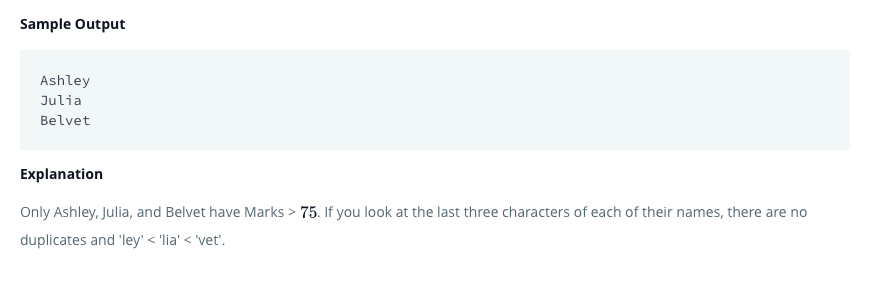 Sample Output
Ashley
Julia
Belvet
Explanation
Only Ashley, Julia, and Belvet have Marks > 75. If you look at the last three characters of each of their names, there are no
duplicates and 'ley' < 'lia' < 'vet'.